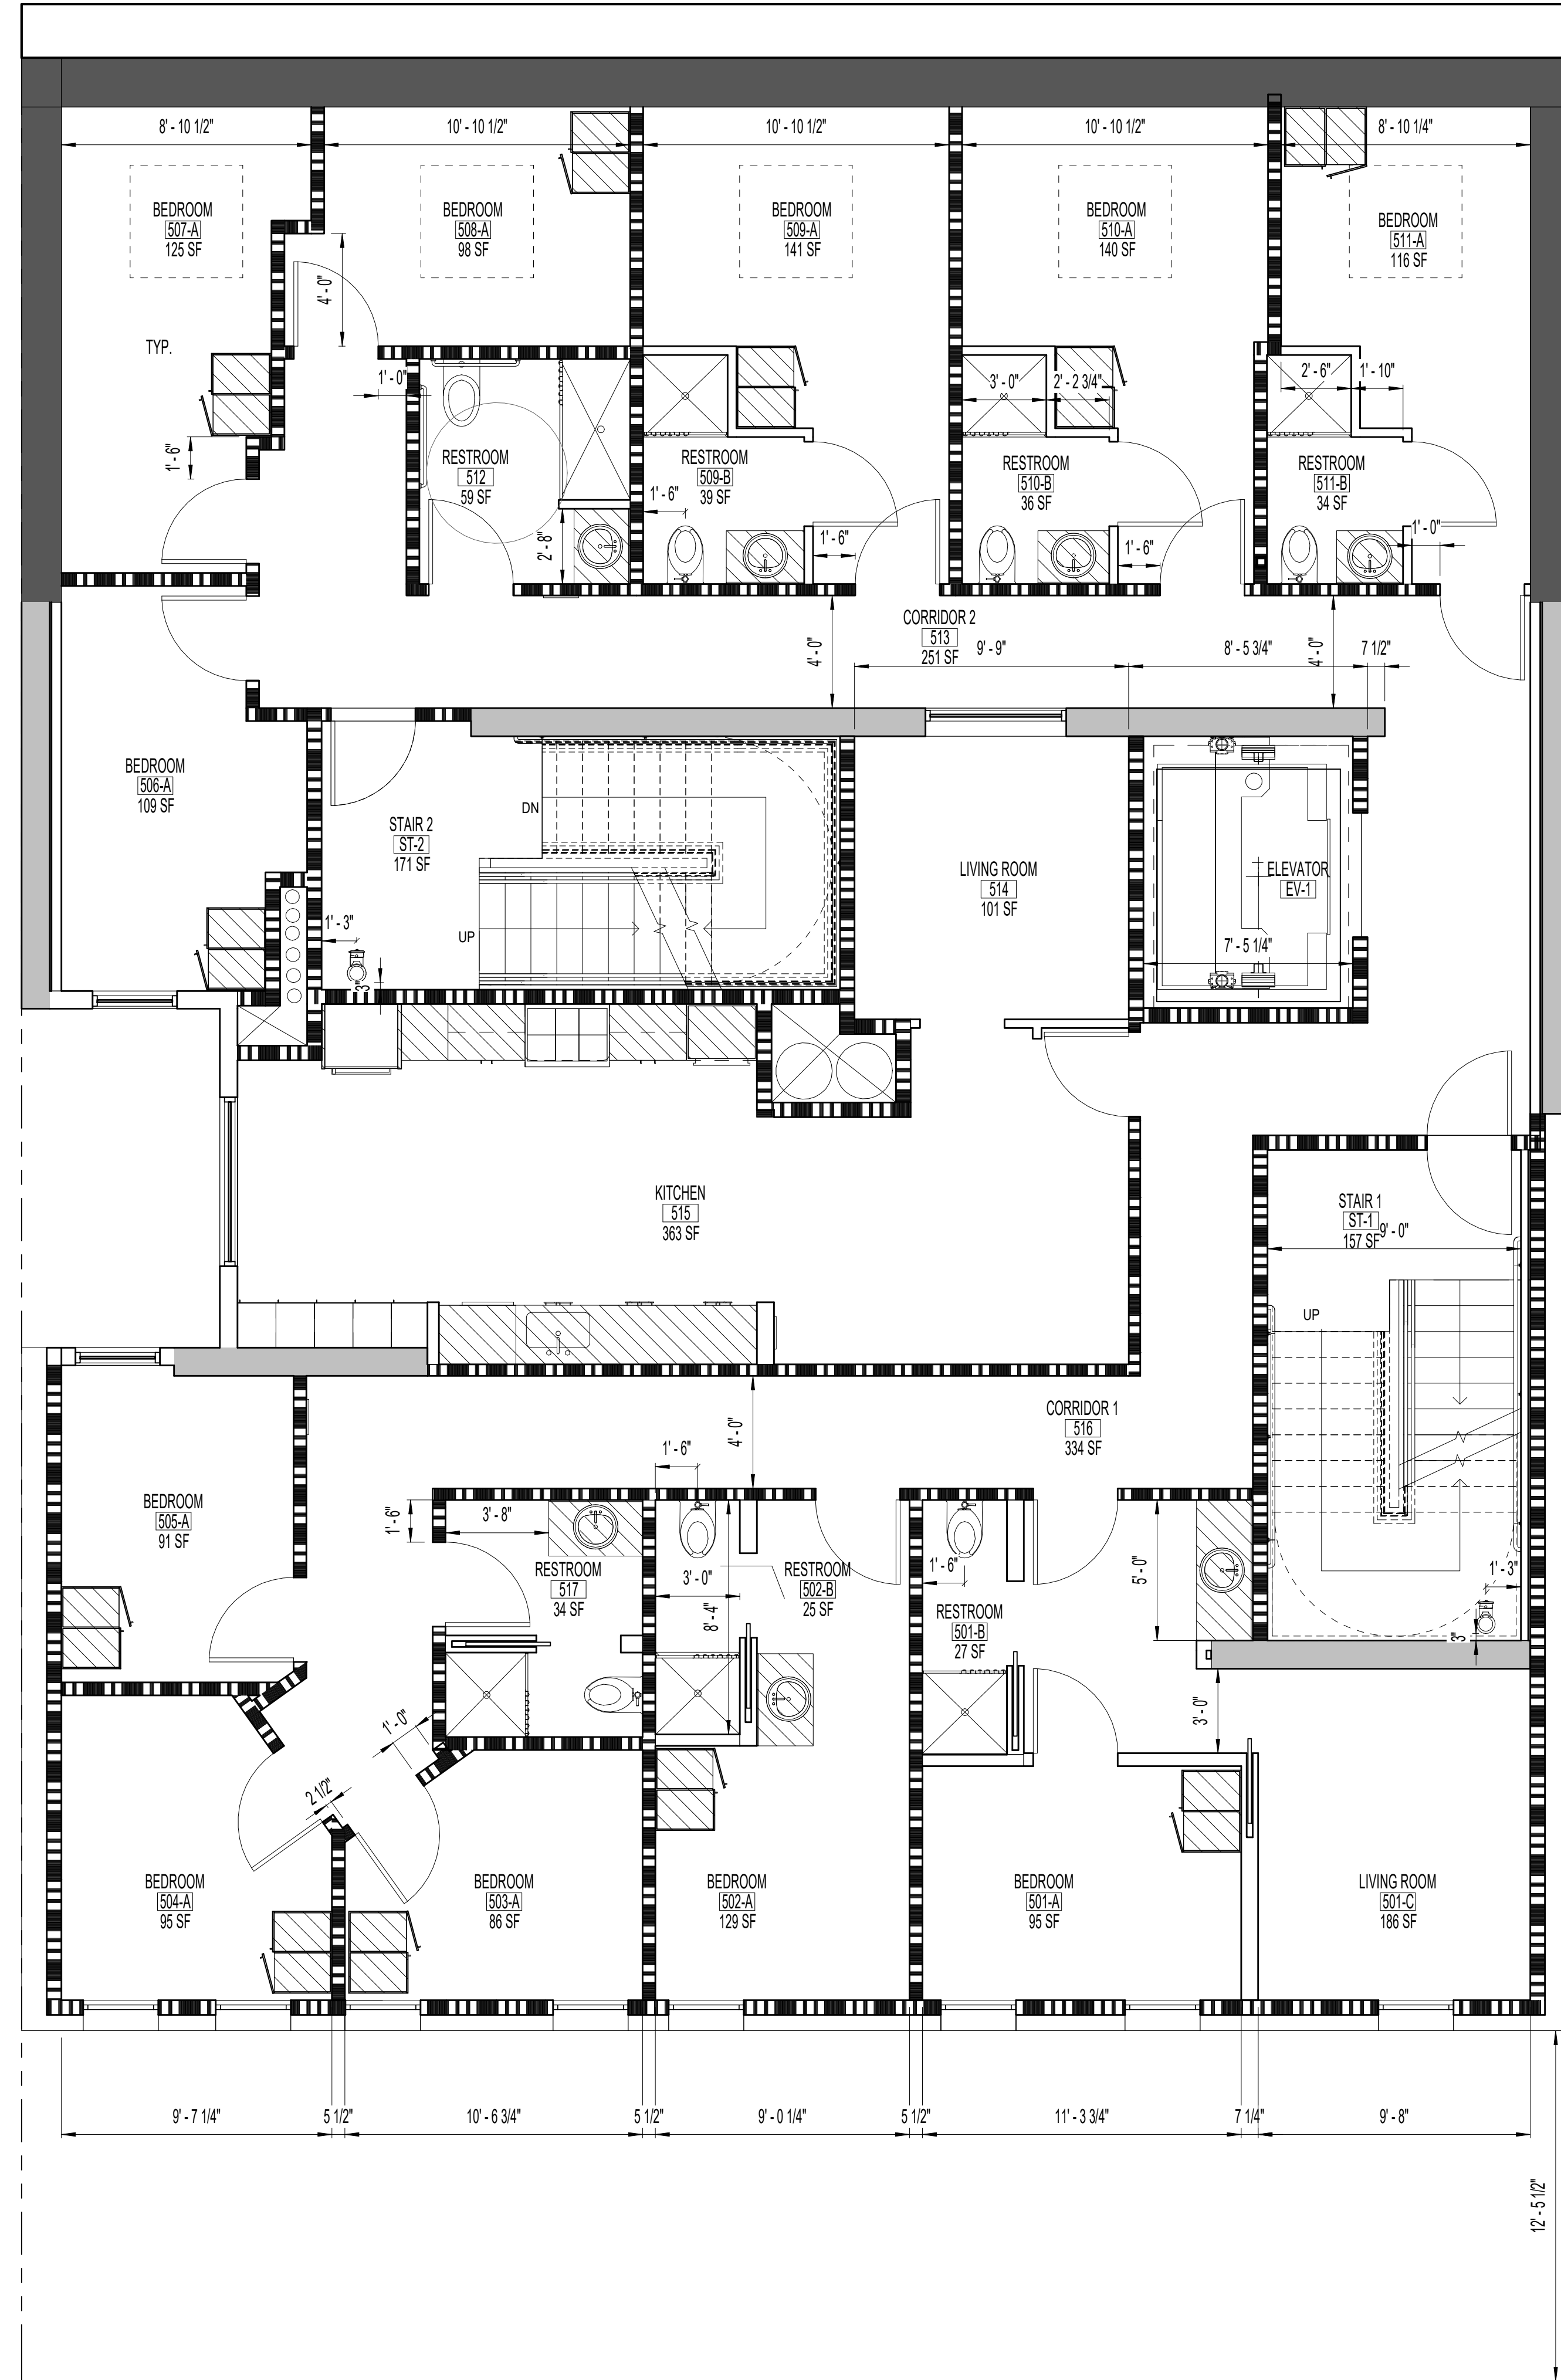 8' - 10 1/2"
10' - 10 1/2"
10' - 10 1/2"
10' - 10 1/2"
8' - 10 1/4"
BEDROOM
507-A
125 SF
BEDROOM
508-A
98 SF
BEDROOM
509-A
141 SF
BEDROOM
510-A
140 SF
BEDROOM
511-A
116 SF
4' - 0"
TYP.
1' - 0"
3' - 0"
2' - 2 3/4"
2' - 6"
1' - 10"
1' - 6"
RESTROOM
512
59 SF
RESTROOM
509-B
39 SF
RESTROOM
510-B
36 SF
RESTROOM
511-B
34 SF
1' - 6"
2' - 8"
1' - 6"
1' - 6"
1' - 0"
CORRIDOR 2
513
251 SF
4' - 0"
9' - 9"
8' - 5 3/4"
4' - 0"
7 1/2"
BEDROOM
506-A
109 SF
DN
STAIR 2
ST-2
171 SF
UP
1' - 3"
3"
LIVING ROOM
514
101 SF
ELEVATOR
EV-1
7' - 5 1/4"
KITCHEN
515
363 SF
STAIR 1
ST-1
157 SF
9' - 0"
UP
CORRIDOR 1
516
334 SF
4' - 0"
1' - 6"
BEDROOM
505-A
91 SF
1' - 6"
3' - 8"
RESTROOM
517
34 SF
3' - 0"
8' - 4"
RESTROOM
502-B
25 SF
1' - 6"
RESTROOM
501-B
27 SF
5' - 0"
1' - 3"
3"
3' - 0"
1' - 0"
2 1/2"
BEDROOM
504-A
95 SF
BEDROOM
503-A
86 SF
BEDROOM
502-A
129 SF
BEDROOM
501-A
95 SF
LIVING ROOM
501-C
186 SF
9' - 7 1/4"
5 1/2"
10' - 6 3/4"
5 1/2"
9' - 0 1/4"
5 1/2"
11' - 3 3/4"
7 1/4"
9' - 8"
12' - 5 1/2"